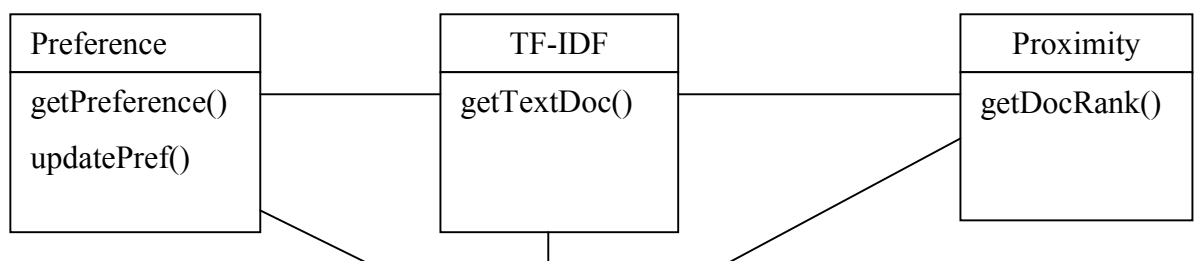 Preference
getPreference()
updatePref()
TF-IDF
getTextDoc()
Proximity
getDocRank()